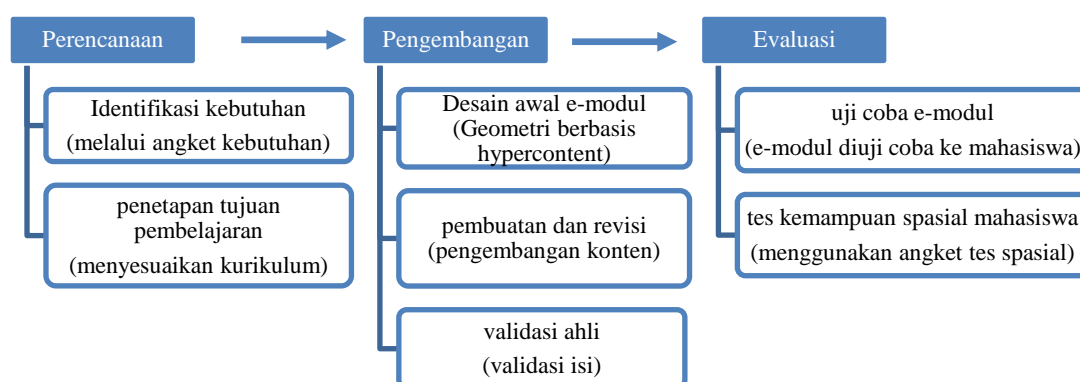 Perencanaan
Identifikasi kebutuhan
(melalui angket kebutuhan)
penetapan tujuan
pembelajaran
(menyesuaikan kurikulum)
Pengembangan
Desain awal e-modul
(Geometri berbasis
hypercontent)
pembuatan dan revisi
(pengembangan konten)
validasi ahli
(validasi isi)
Evaluasi
uji coba e-modul
(e-modul diuji coba ke mahasiswa)
tes kemampuan spasial mahasiswa
(menggunakan angket tes spasial)